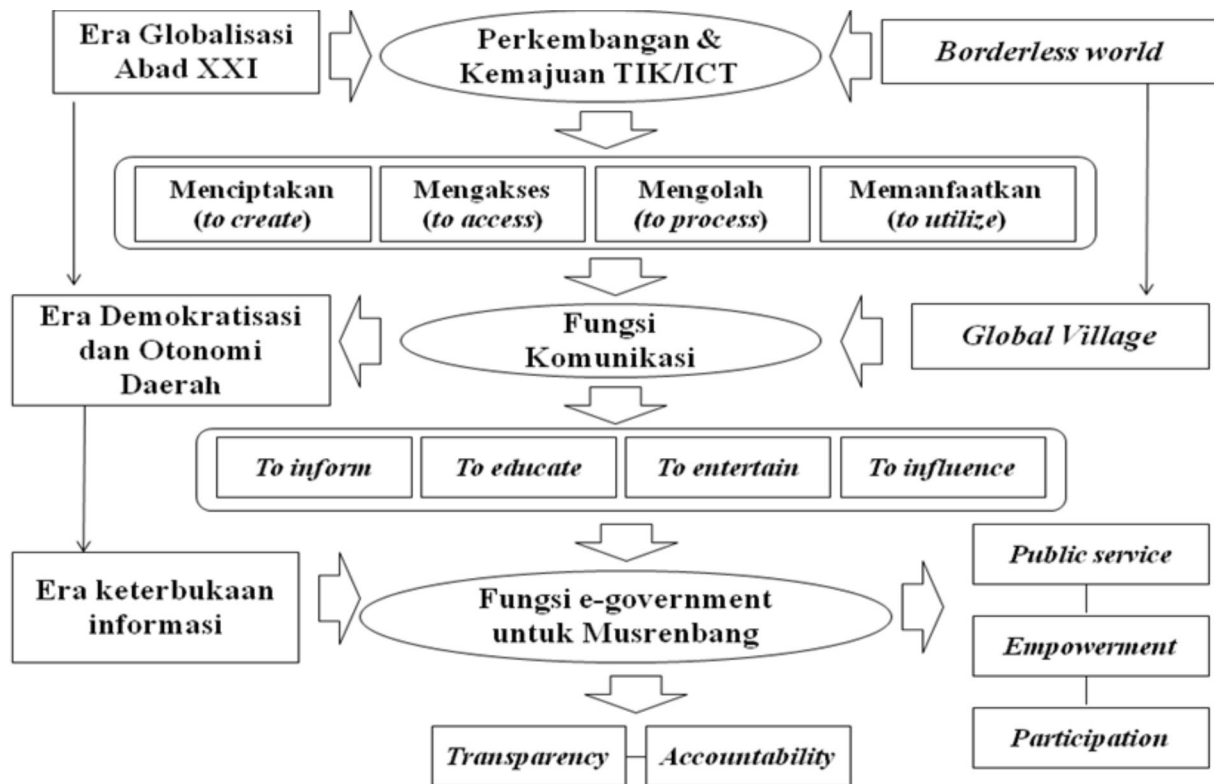 Era Globalisasi
Abad XXI
Perkembangan &
Kemajuan TIK/ICT
Borderless world
Menciptakan
(to create)
Mengakses
(to access)
Mengolah
(to process)
Memanfaatkan
(to utilize)
Era Demokratisasi
dan Otonomi
Daerah
Fungsi
Komunikasi
Global Village
To inform
To educate
To entertain
To influence
Era keterbukaan
informasi
Fungsi e-government
untuk Musrenbang
Public service
Empowerment
Participation
Transparency
Accountability